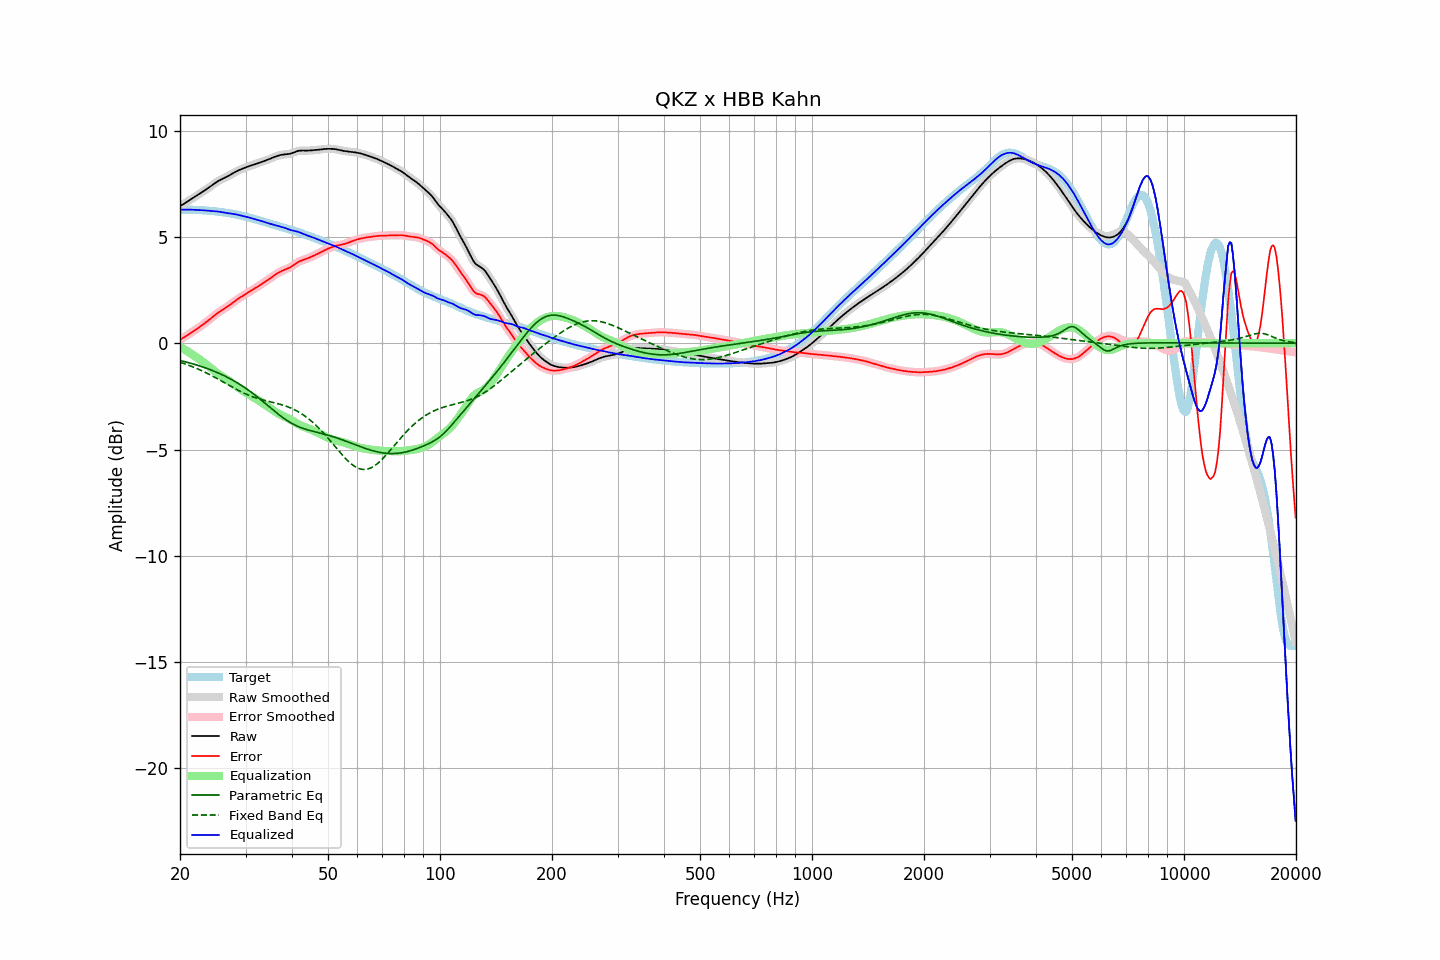 QKZ x HBB Kahn
10
5
0
−5
−10
−15
−20
Amplitude (dBr)
Target
Raw Smoothed
Error Smoothed
Raw
Error
Equalization
Parametric Eq
Fixed Band Eq
Equalized
20 50 100 200 500 1000 2000 5000 10000 20000
Frequency (Hz)